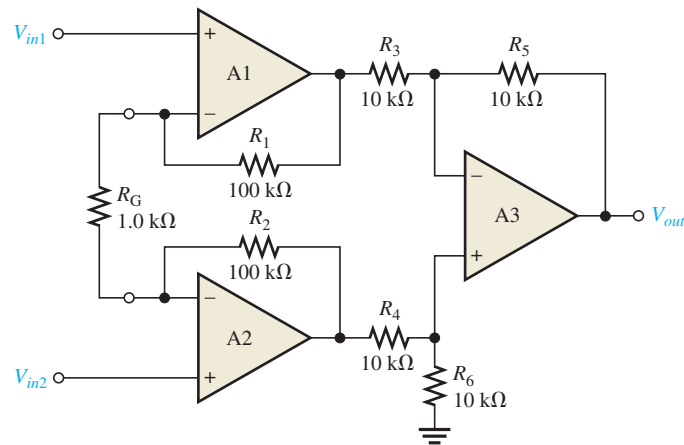 V_in1
+
A1
−
R_3
10 kΩ
R_5
10 kΩ
R_1
100 kΩ
R_G
1.0 kΩ
−
A3
+
V_out
R_2
100 kΩ
−
A2
+
R_4
10 kΩ
V_in2
R_6
10 kΩ